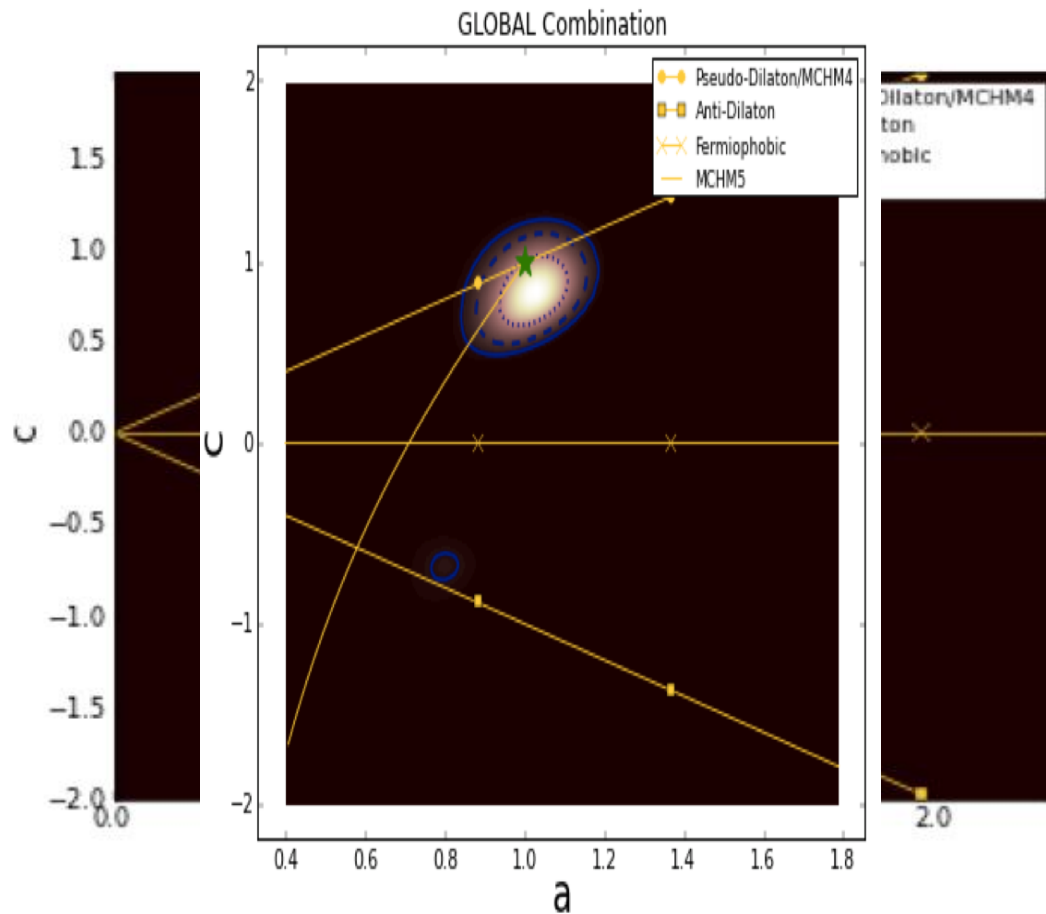 GLOBAL Combination
Pseudo-Dilaton/MCHM4
Anti-Dilaton
Fermiophobic
MCHM5
Dilaton/MCHM4
ton
hobic
1.5
1.0
0.5
0.0
−0.5
−1.0
−1.5
−2.0
c
0.0
2.0
2
1
0
−1
−2
c
0.4
0.6
0.8
1.0
1.2
1.4
1.6
1.8
a